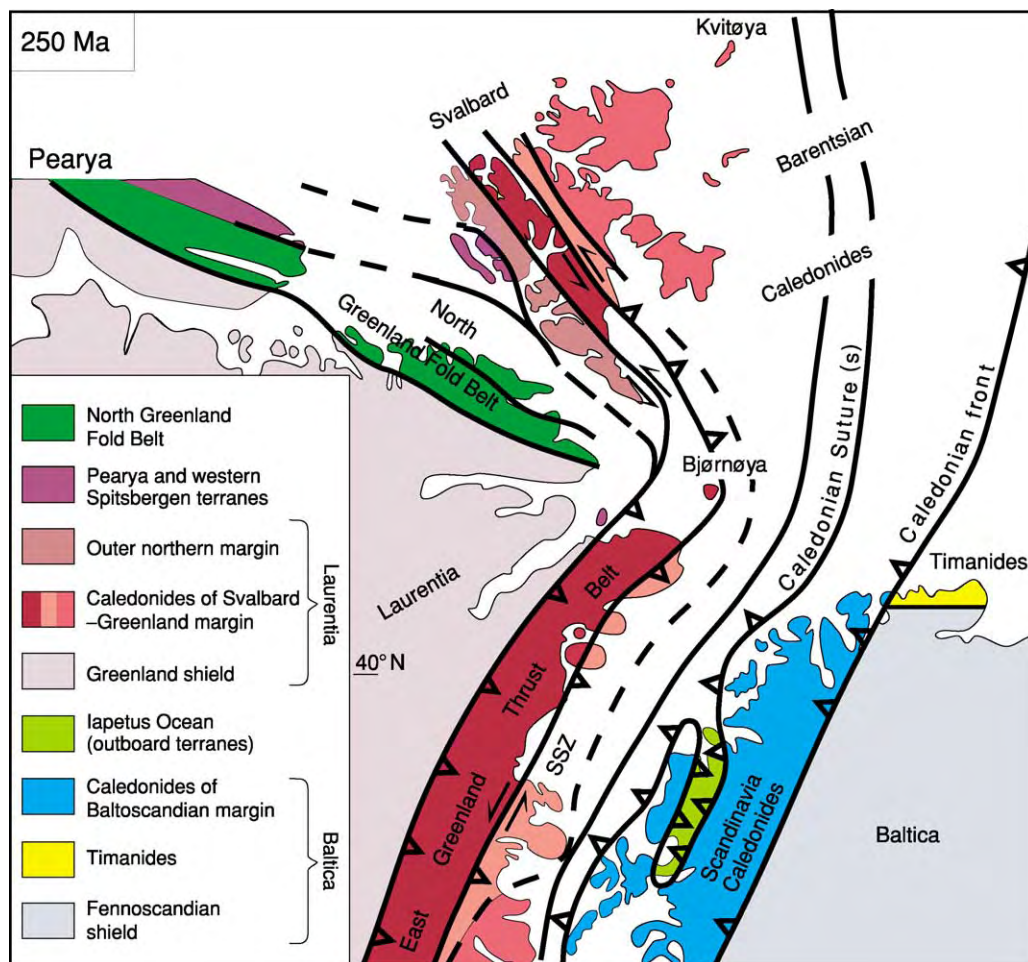 250 Ma
Kvitøya
Svalbard
Barentsian
Pearya
Caledonides
North
Greenland Fold Belt
Caledonian Suture (s)
Caledonian front
Bjørnøya
Timanides
Laurentia
40° N
East Greenland Thrust Belt
SSZ
Scandinavia
Caledonides
Baltica
North Greenland
Fold Belt
Pearya and western
Spitsbergen terranes
Outer northern margin
Caledonides of Svalbard
–Greenland margin
Greenland shield
Laurentia
Iapetus Ocean
(outboard terranes)
Caledonides of
Baltoscandian margin
Timanides
Fennoscandian
shield
Baltica